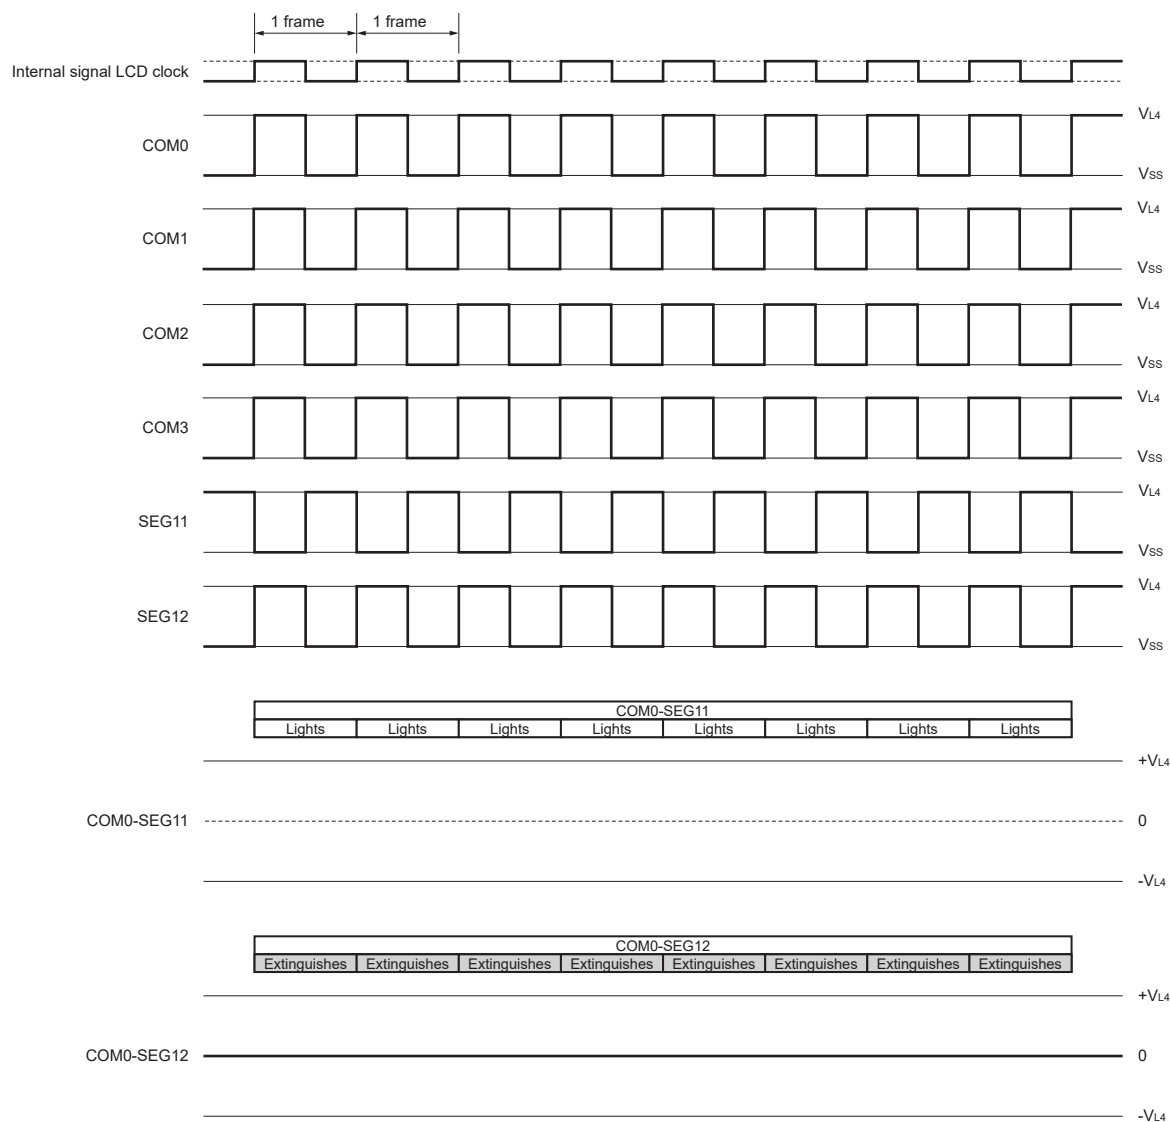 1 frame 1 frame
Internal signal LCD clock
VL4
COM0
VSS
VL4
COM1
VSS
VL4
COM2
VSS
VL4
COM3
VSS
VL4
SEG11
VSS
VL4
SEG12
VSS
COM0-SEG11
Lights Lights Lights Lights Lights Lights Lights Lights
+VL4
COM0-SEG11 0
-VL4
COM0-SEG12
Extinguishes Extinguishes Extinguishes Extinguishes Extinguishes Extinguishes Extinguishes Extinguishes
+VL4
COM0-SEG12 0
-VL4